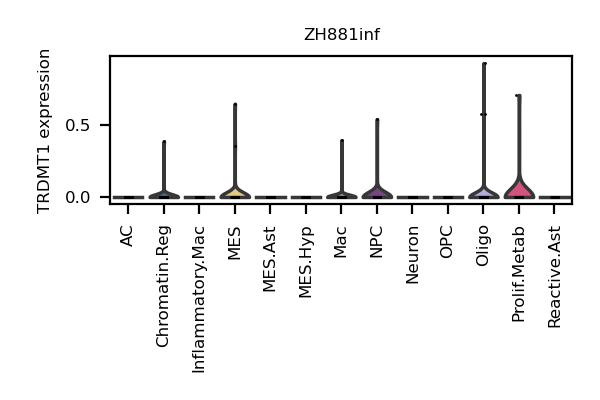 ZH881inf
TRDMT1 expression
0.5
0.0
AC
Chromatin.Reg
Inflammatory.Mac
MES
MES.Ast
MES.Hyp
Mac
NPC
Neuron
OPC
Oligo
Prolif.Metab
Reactive.Ast